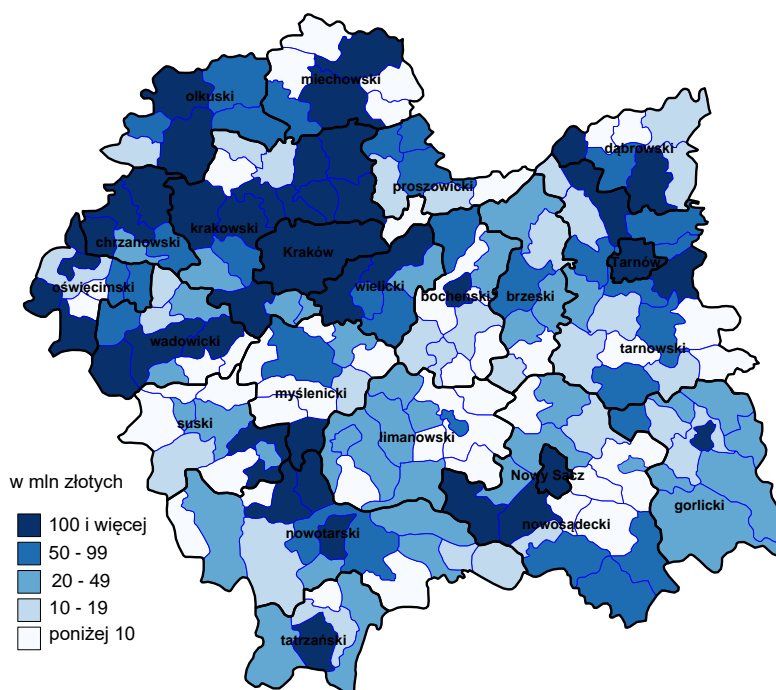 miechowski
olkuski
dąbrowski
proszowicki
krakowski
chrzanowski
Kraków
Tarnów
oświęcimski
wielicki
bocheński
brzeski
wadowicki
tarnowski
myślenicki
suski
limanowski
Nowy Sącz
gorlicki
nowosądecki
nowotarski
tatrzański
w mln złotych
100 i więcej
50 - 99
20 - 49
10 - 19
poniżej 10